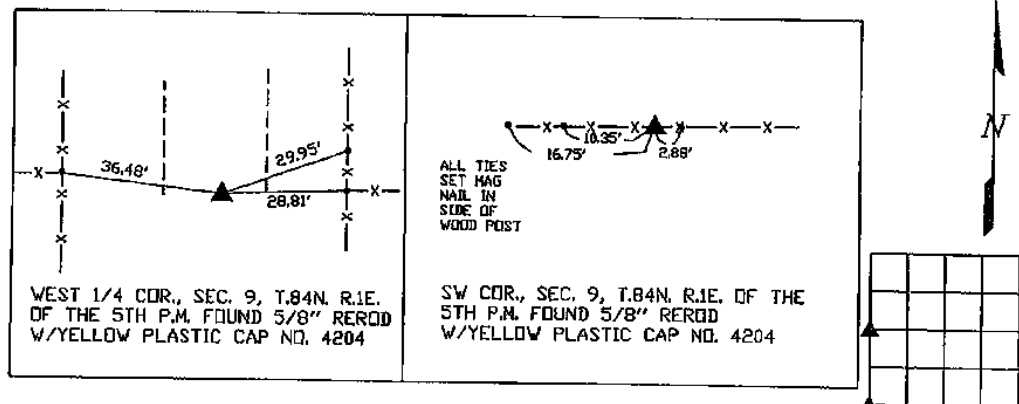 36.48'
29.95'
28.81'
WEST 1/4 COR., SEC. 9, T.84N. R.1E.
OF THE 5TH P.M. FOUND 5/8" REROD
W/YELLOW PLASTIC CAP NO. 4204
10.35'
16.75'
2.88'
ALL TIES
SET MAG
NAIL IN
SIDE OF
WOOD POST
SW COR., SEC. 9, T.84N. R.1E. OF THE
5TH P.M. FOUND 5/8" REROD
W/YELLOW PLASTIC CAP NO. 4204
N